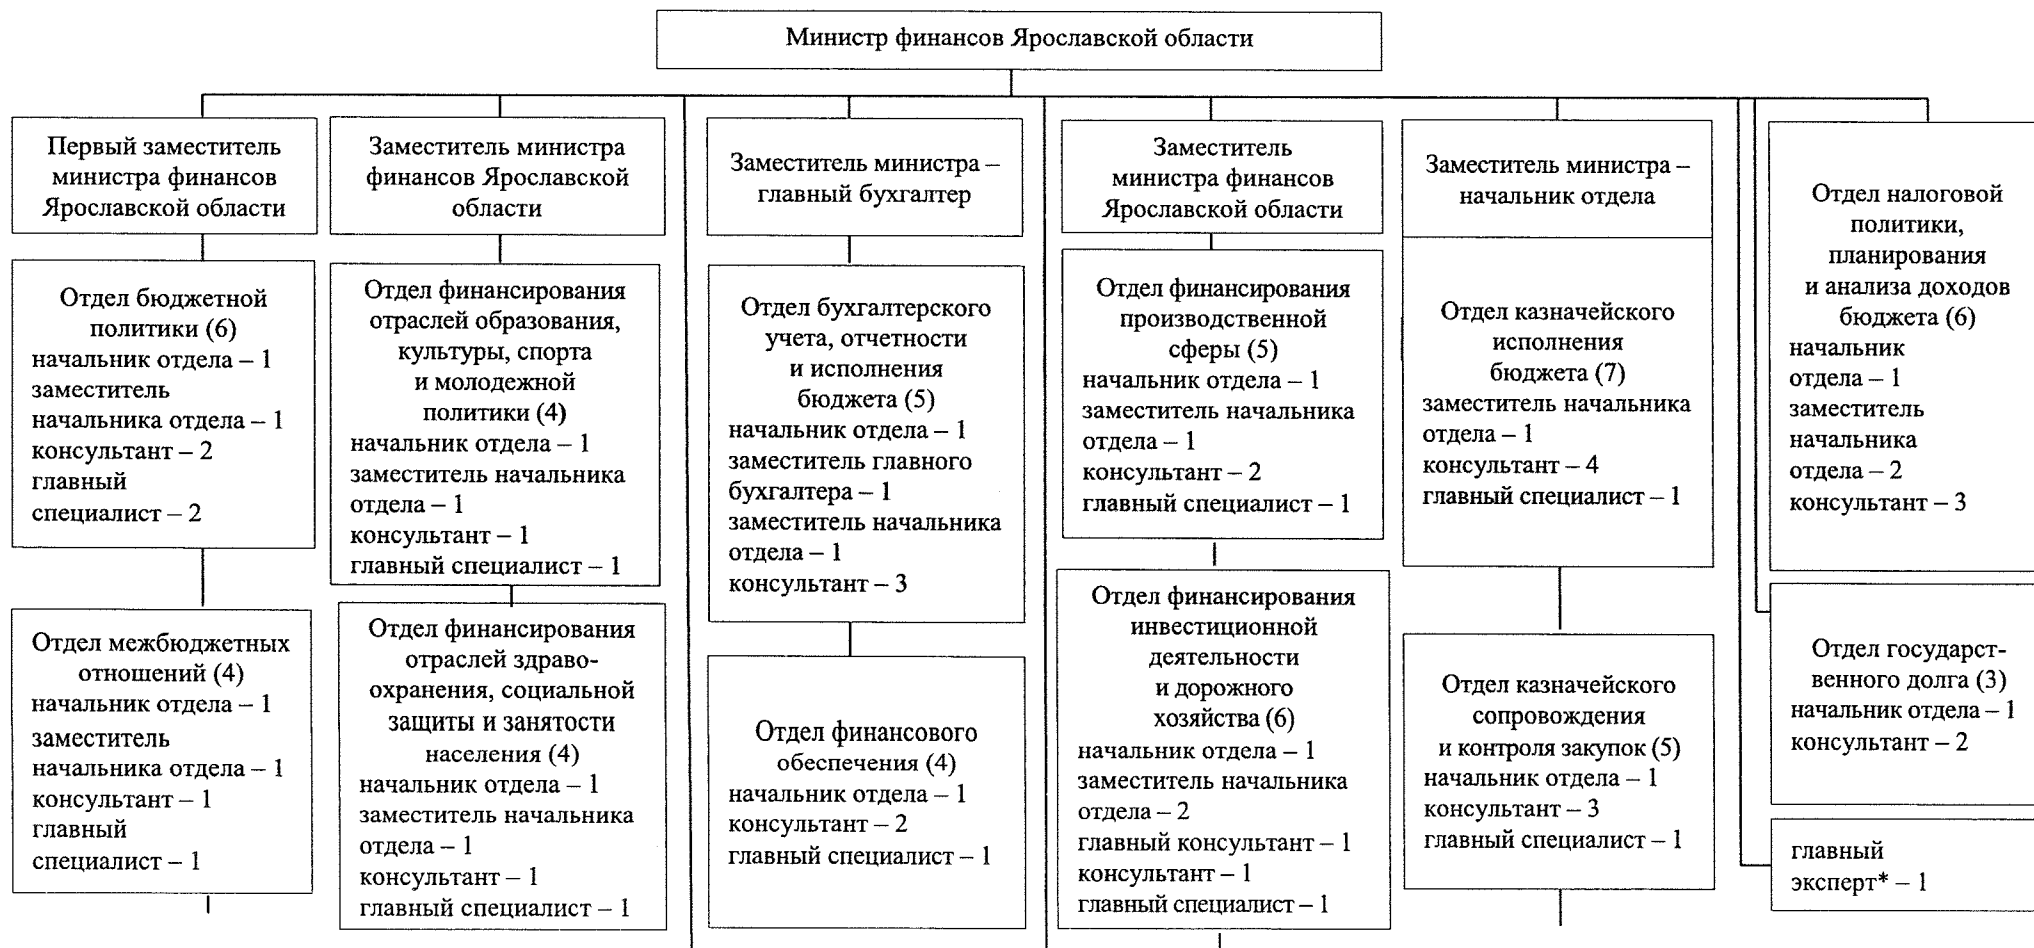 Министр финансов Ярославской области
Первый заместитель
министра финансов
Ярославской области
Отдел бюджетной
политики (6)
начальник отдела – 1
заместитель
начальника отдела – 1
консультант – 2
главный
специалист – 2
Отдел межбюджетных
отношений (4)
начальник отдела – 1
заместитель
начальника отдела – 1
консультант – 1
главный
специалист – 1
Заместитель министра
финансов Ярославской
области
Отдел финансирования
отраслей образования,
культуры, спорта
и молодежной
политики (4)
начальник отдела – 1
заместитель начальника
отдела – 1
консультант – 1
главный специалист – 1
Отдел финансирования
отраслей здраво-
охранения, социальной
защиты и занятости
населения (4)
начальник отдела – 1
заместитель начальника
отдела – 1
консультант – 1
главный специалист – 1
Заместитель министра –
главный бухгалтер
Отдел бухгалтерского
учета, отчетности
и исполнения
бюджета (5)
начальник отдела – 1
заместитель главного
бухгалтера – 1
заместитель начальника
отдела – 1
консультант – 3
Отдел финансового
обеспечения (4)
начальник отдела – 1
консультант – 2
главный специалист – 1
Заместитель
министра финансов
Ярославской области
Отдел финансирования
производственной
сферы (5)
начальник отдела – 1
заместитель начальника
отдела – 1
консультант – 2
главный специалист – 1
Отдел финансирования
инвестиционной
деятельности
и дорожного
хозяйства (6)
начальник отдела – 1
заместитель начальника
отдела – 2
главный консультант – 1
консультант – 1
главный специалист – 1
Заместитель министра –
начальник отдела
Отдел казначейского
исполнения
бюджета (7)
заместитель начальника
отдела – 1
консультант – 4
главный специалист – 1
Отдел казначейского
сопровождения
и контроля закупок (5)
начальник отдела – 1
консультант – 3
главный специалист – 1
Отдел налоговой
политики,
планирования
и анализа доходов
бюджета (6)
начальник
отдела – 1
заместитель
начальника
отдела – 2
консультант – 3
Отдел государст-
венного долга (3)
начальник отдела – 1
консультант – 2
главный
эксперт* – 1